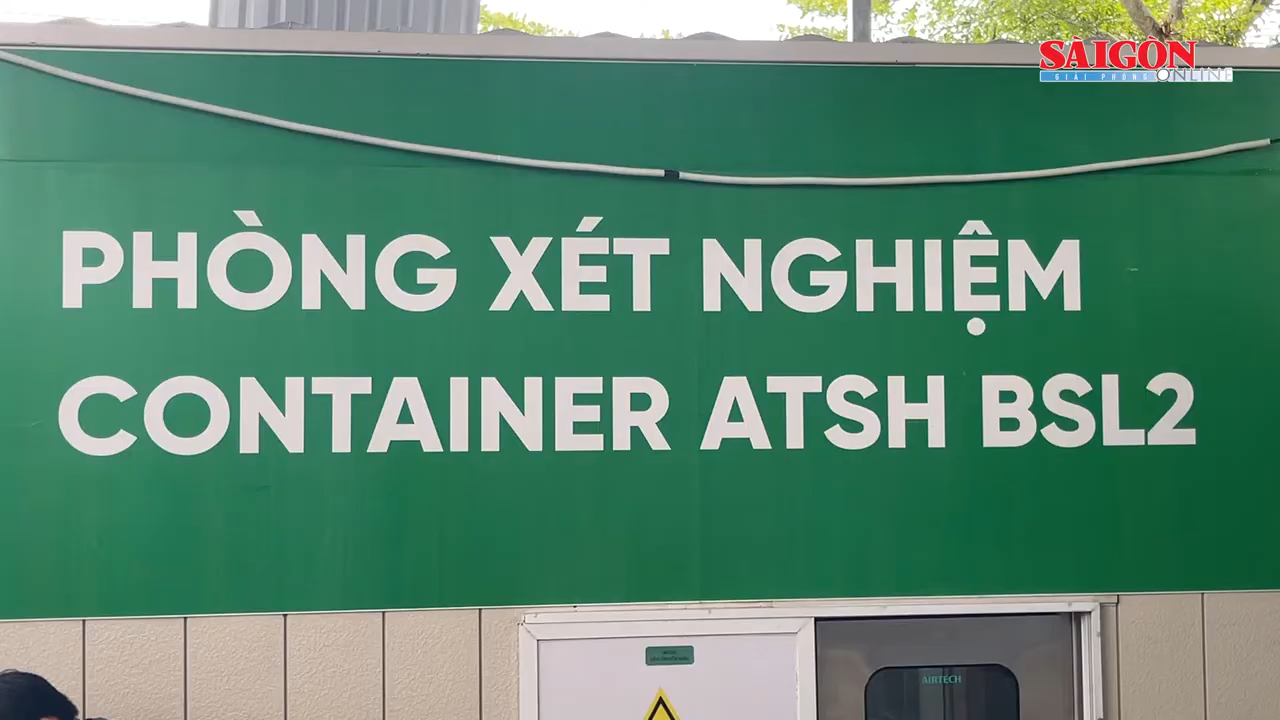 SÀIGÒN
GIẢI PHÓNG ONLINE
PHÒNG XÉT NGHIỆM
CONTAINER ATSH BSL2
AIRTECH